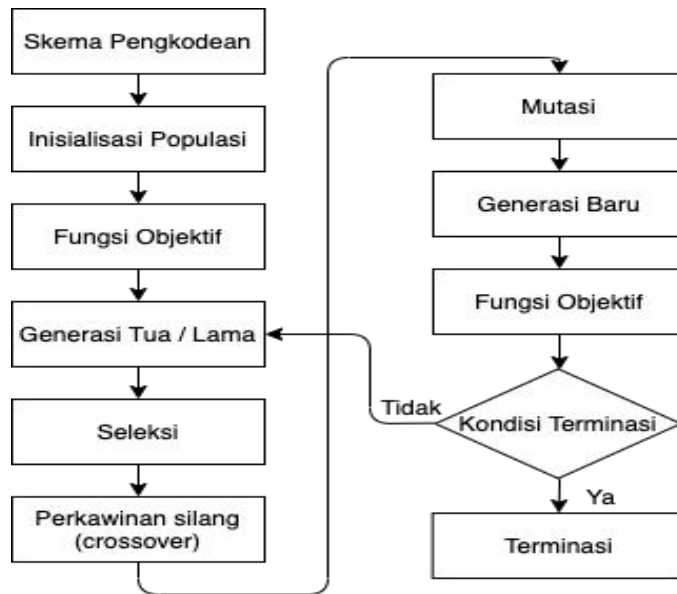 Skema Pengkodean
Inisialisasi Populasi
Fungsi Objektif
Generasi Tua / Lama
Seleksi
Perkawinan silang
(crossover)
Mutasi
Generasi Baru
Fungsi Objektif
Kondisi Terminasi
Tidak
Ya
Terminasi